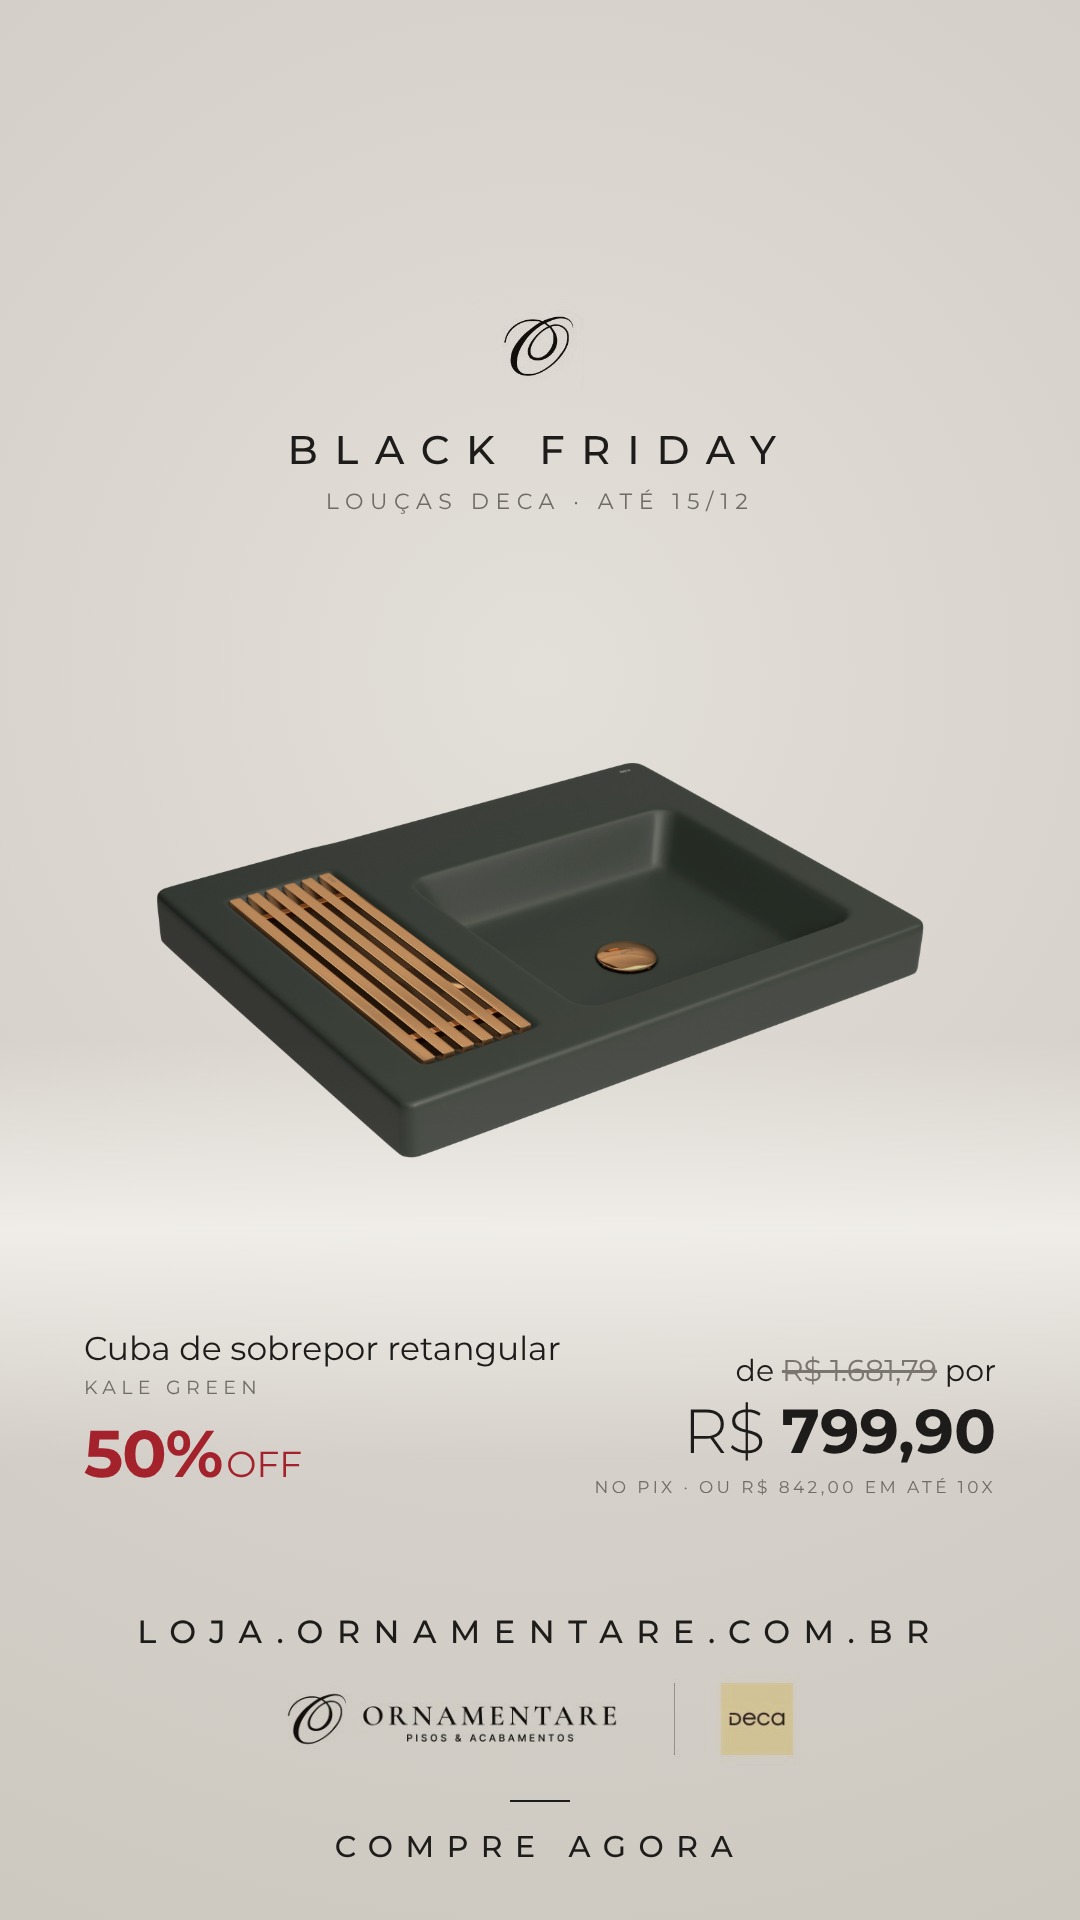 BLACK FRIDAY
LOUÇAS DECA · ATÉ 15/12
Cuba de sobrepor retangular
KALE GREEN
50% OFF
de R$ 1.681,79 por
R$ 799,90
NO PIX · OU R$ 842,00 EM ATÉ 10X
LOJA.ORNAMENTARE.COM.BR
ORNAMENTARE
PISOS & ACABAMENTOS
Deca
COMPRE AGORA